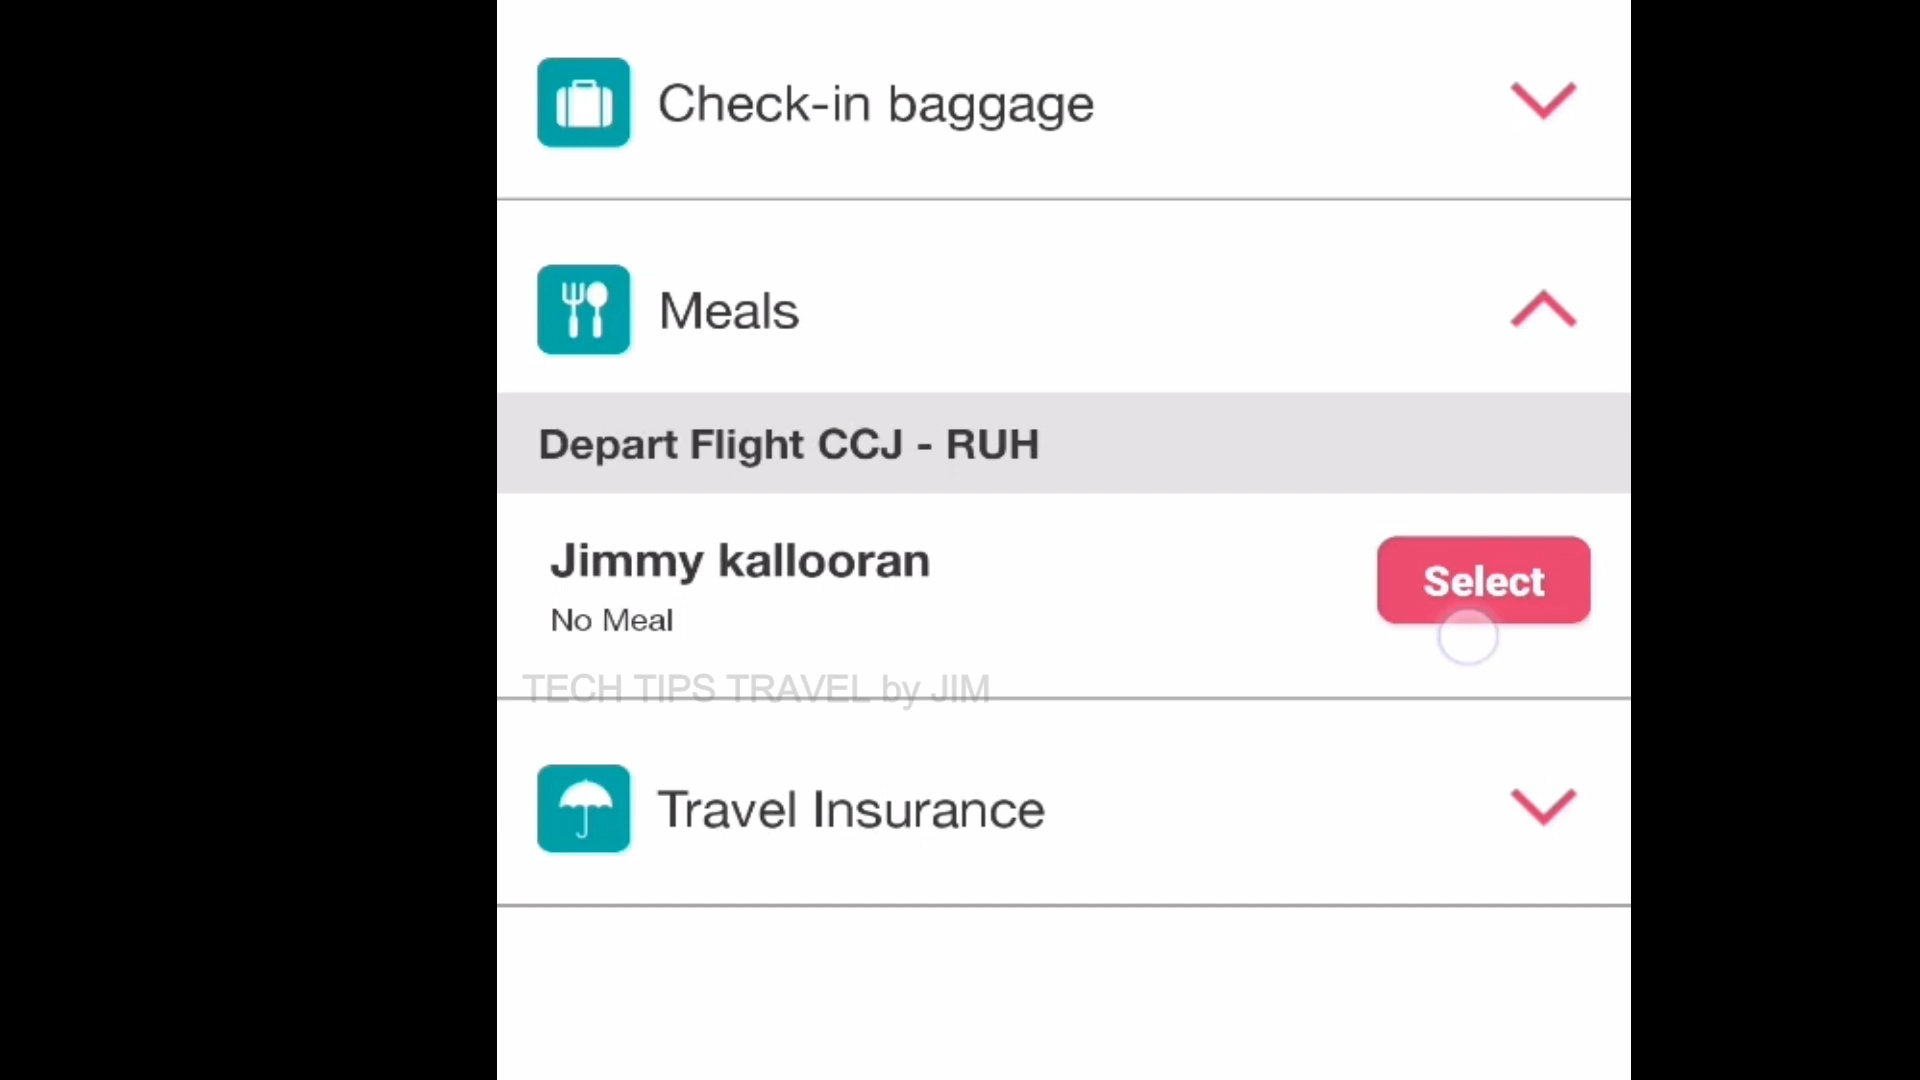 Check-in baggage
Meals
Depart Flight CCJ - RUH
Jimmy kallooran
Select
No Meal
TECH TIPS TRAVEL by JIM
Travel Insurance